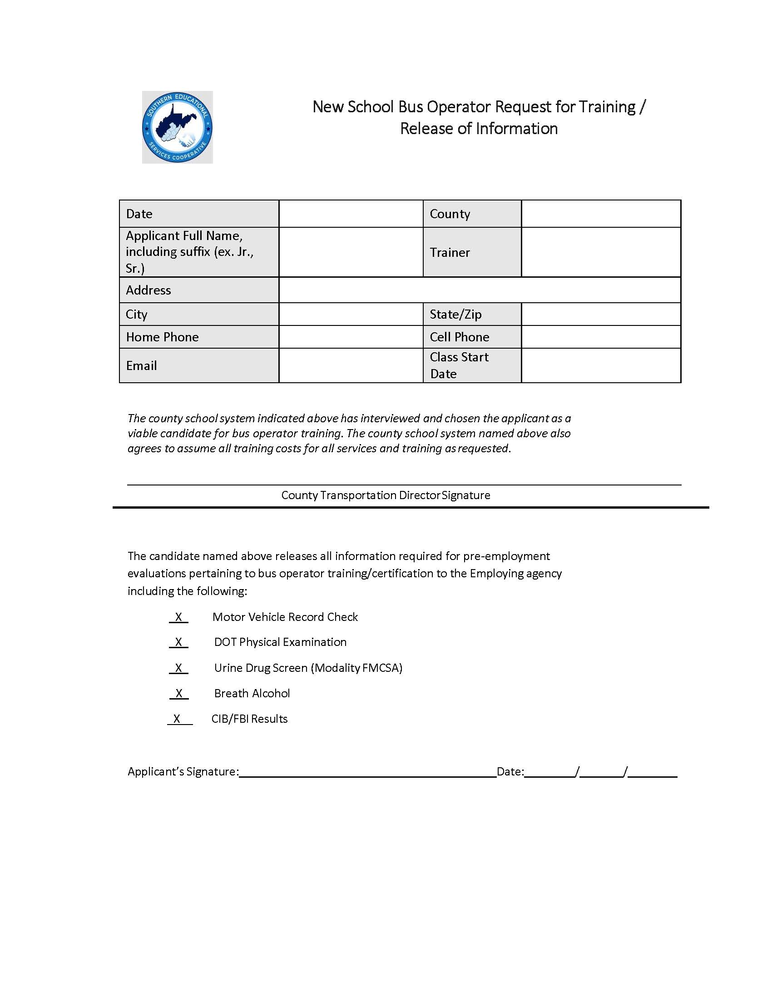 SOUTHERN EDUCATIONAL
SERVICES COOPERATIVE
New School Bus Operator Request for Training /
Release of Information
Date
County
Applicant Full Name,
including suffix (ex. Jr.,
Sr.)
Trainer
Address
City
State/Zip
Home Phone
Cell Phone
Email
Class Start
Date
The county school system indicated above has interviewed and chosen the applicant as a
viable candidate for bus operator training. The county school system named above also
agrees to assume all training costs for all services and training as requested.
County Transportation Director Signature
The candidate named above releases all information required for pre-employment
evaluations pertaining to bus operator training/certification to the Employing agency
including the following:
X Motor Vehicle Record Check
X DOT Physical Examination
X Urine Drug Screen (Modality FMCSA)
X Breath Alcohol
X CIB/FBI Results
Applicant’s Signature:____________________Date:______/______/______